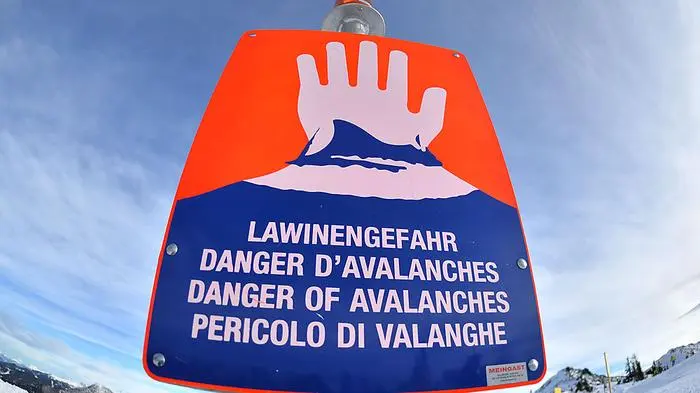 LAWINENGEFAHR
DANGER D'AVALANCHES
DANGER OF AVALANCHES
PERICOLO DI VALANGHE
MEINGAST